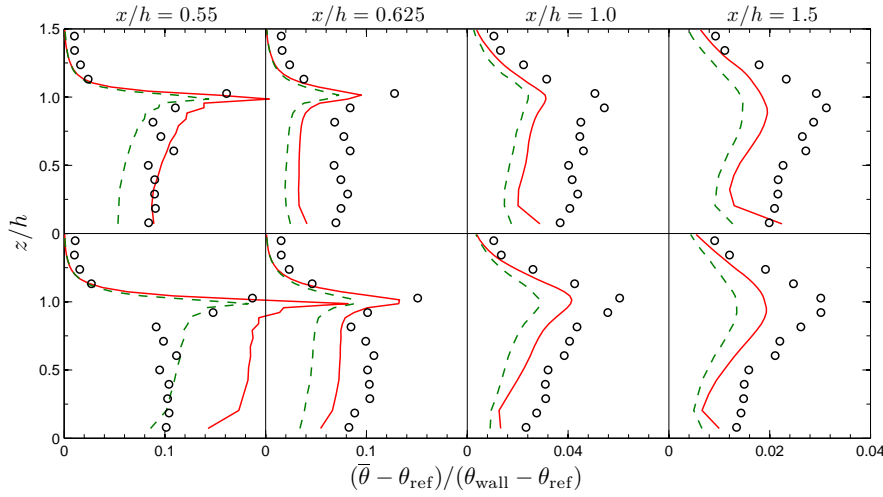 x/h = 0.55 x/h = 0.625 x/h = 1.0 x/h = 1.5
1.5
1.0
0.5
0
1.0
0.5
0
z/h
0 0.1 0 0.1 0 0.04 0 0.02 0.04
(θ̅ − θref)/(θwall − θref)